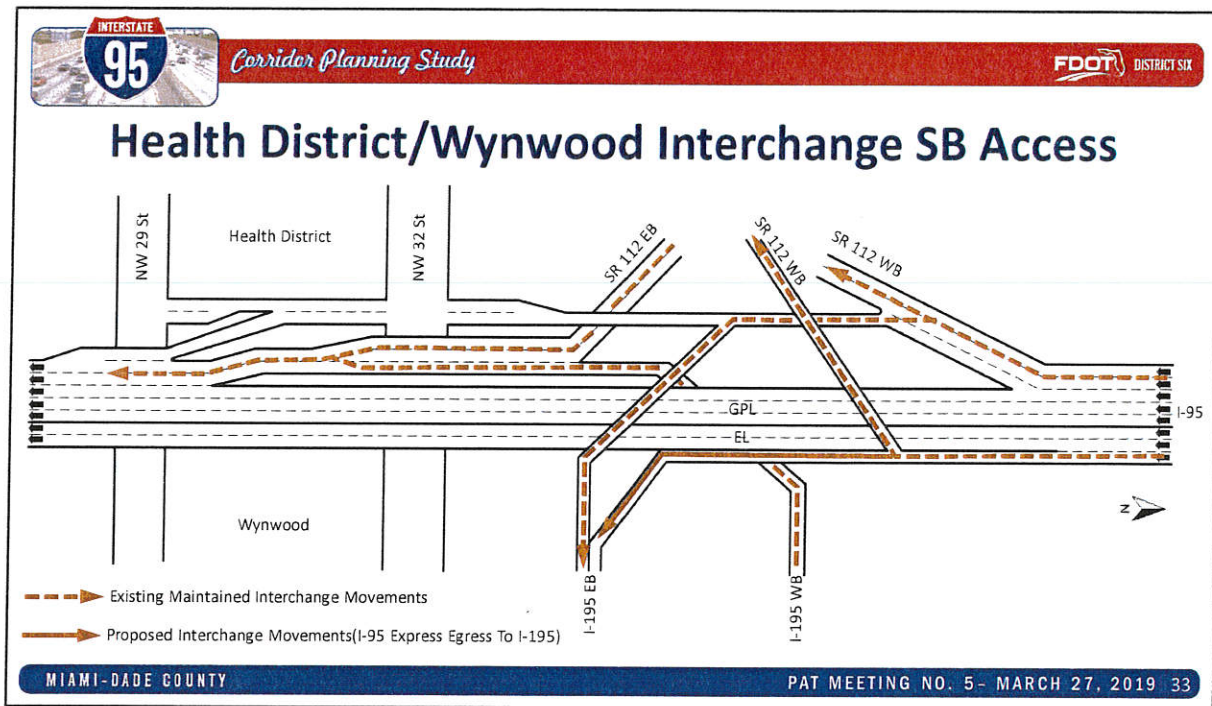 INTERSTATE
95
Corridor Planning Study
FDOT DISTRICT SIX
Health District/Wynwood Interchange SB Access
NW 29 St
Health District
NW 32 St
SR 112 EB
SR 112 WB
SR 112 WB
GPL
EL
I-95
Wynwood
I-195 EB
I-195 WB
N
Existing Maintained Interchange Movements
Proposed Interchange Movements(I-95 Express Egress To I-195)
MIAMI-DADE COUNTY
PAT MEETING NO. 5- MARCH 27, 2019 33